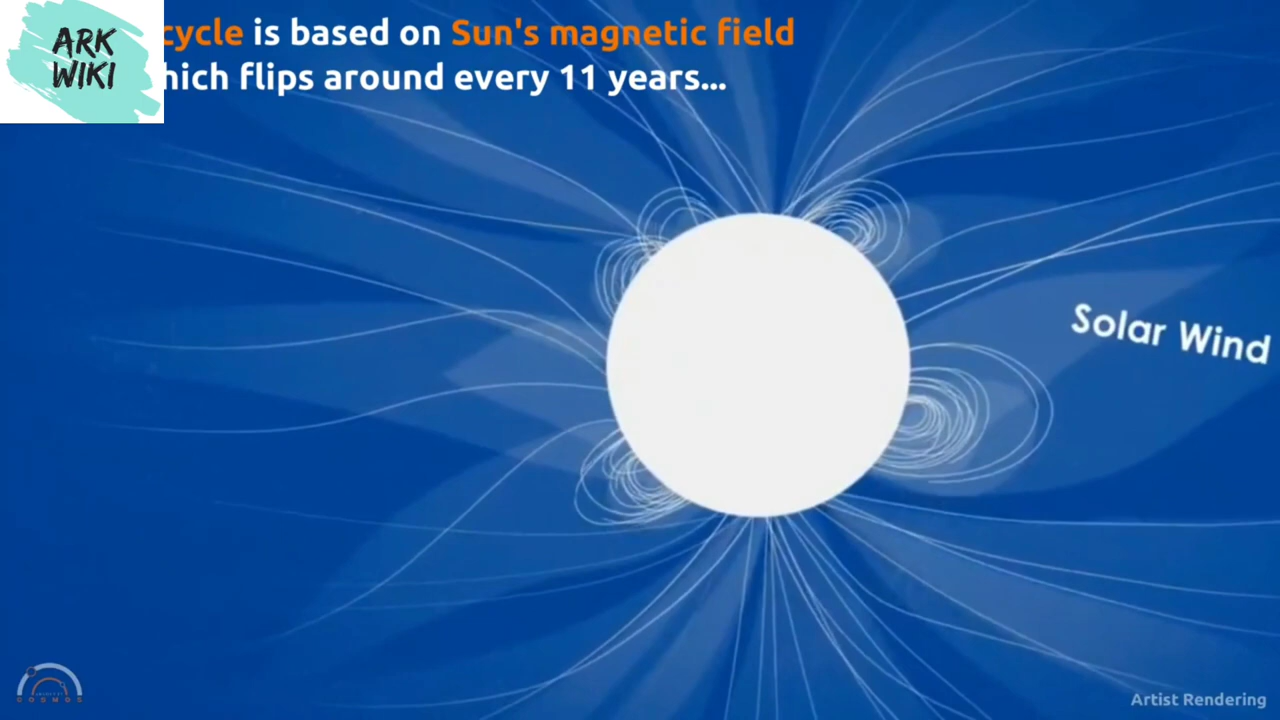 ARK
WIKI
cycle is based on Sun's magnetic field
hich flips around every 11 years...
Solar Wind
COSMOS
Artist Rendering